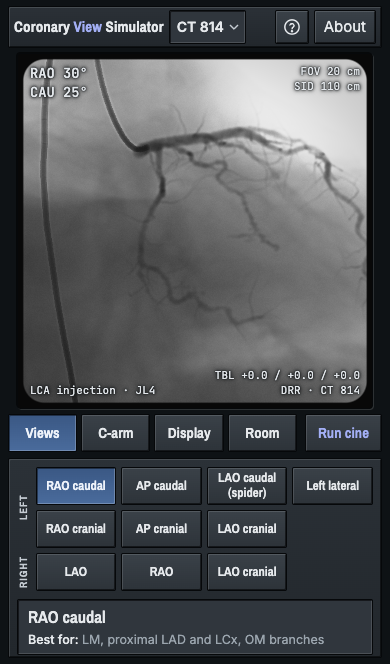 Coronary View Simulator CT 814 ? About
RAO 30° FOV 20 cm
CAU 25° SID 110 cm
TBL +0.0 / +0.0 / +0.0
LCA injection · JL4 DRR · CT 814
Views C-arm Display Room Run cine
LEFT
RAO caudal AP caudal LAO caudal (spider) Left lateral
RAO cranial AP cranial LAO cranial
RIGHT
LAO RAO LAO cranial
RAO caudal
Best for: LM, proximal LAD and LCx, OM branches